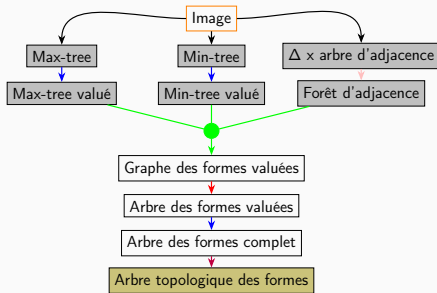 Image
Max-tree
Min-tree
Δ x arbre d'adjacence
Max-tree valué
Min-tree valué
Forêt d'adjacence
Graphe des formes valuées
Arbre des formes valuées
Arbre des formes complet
Arbre topologique des formes